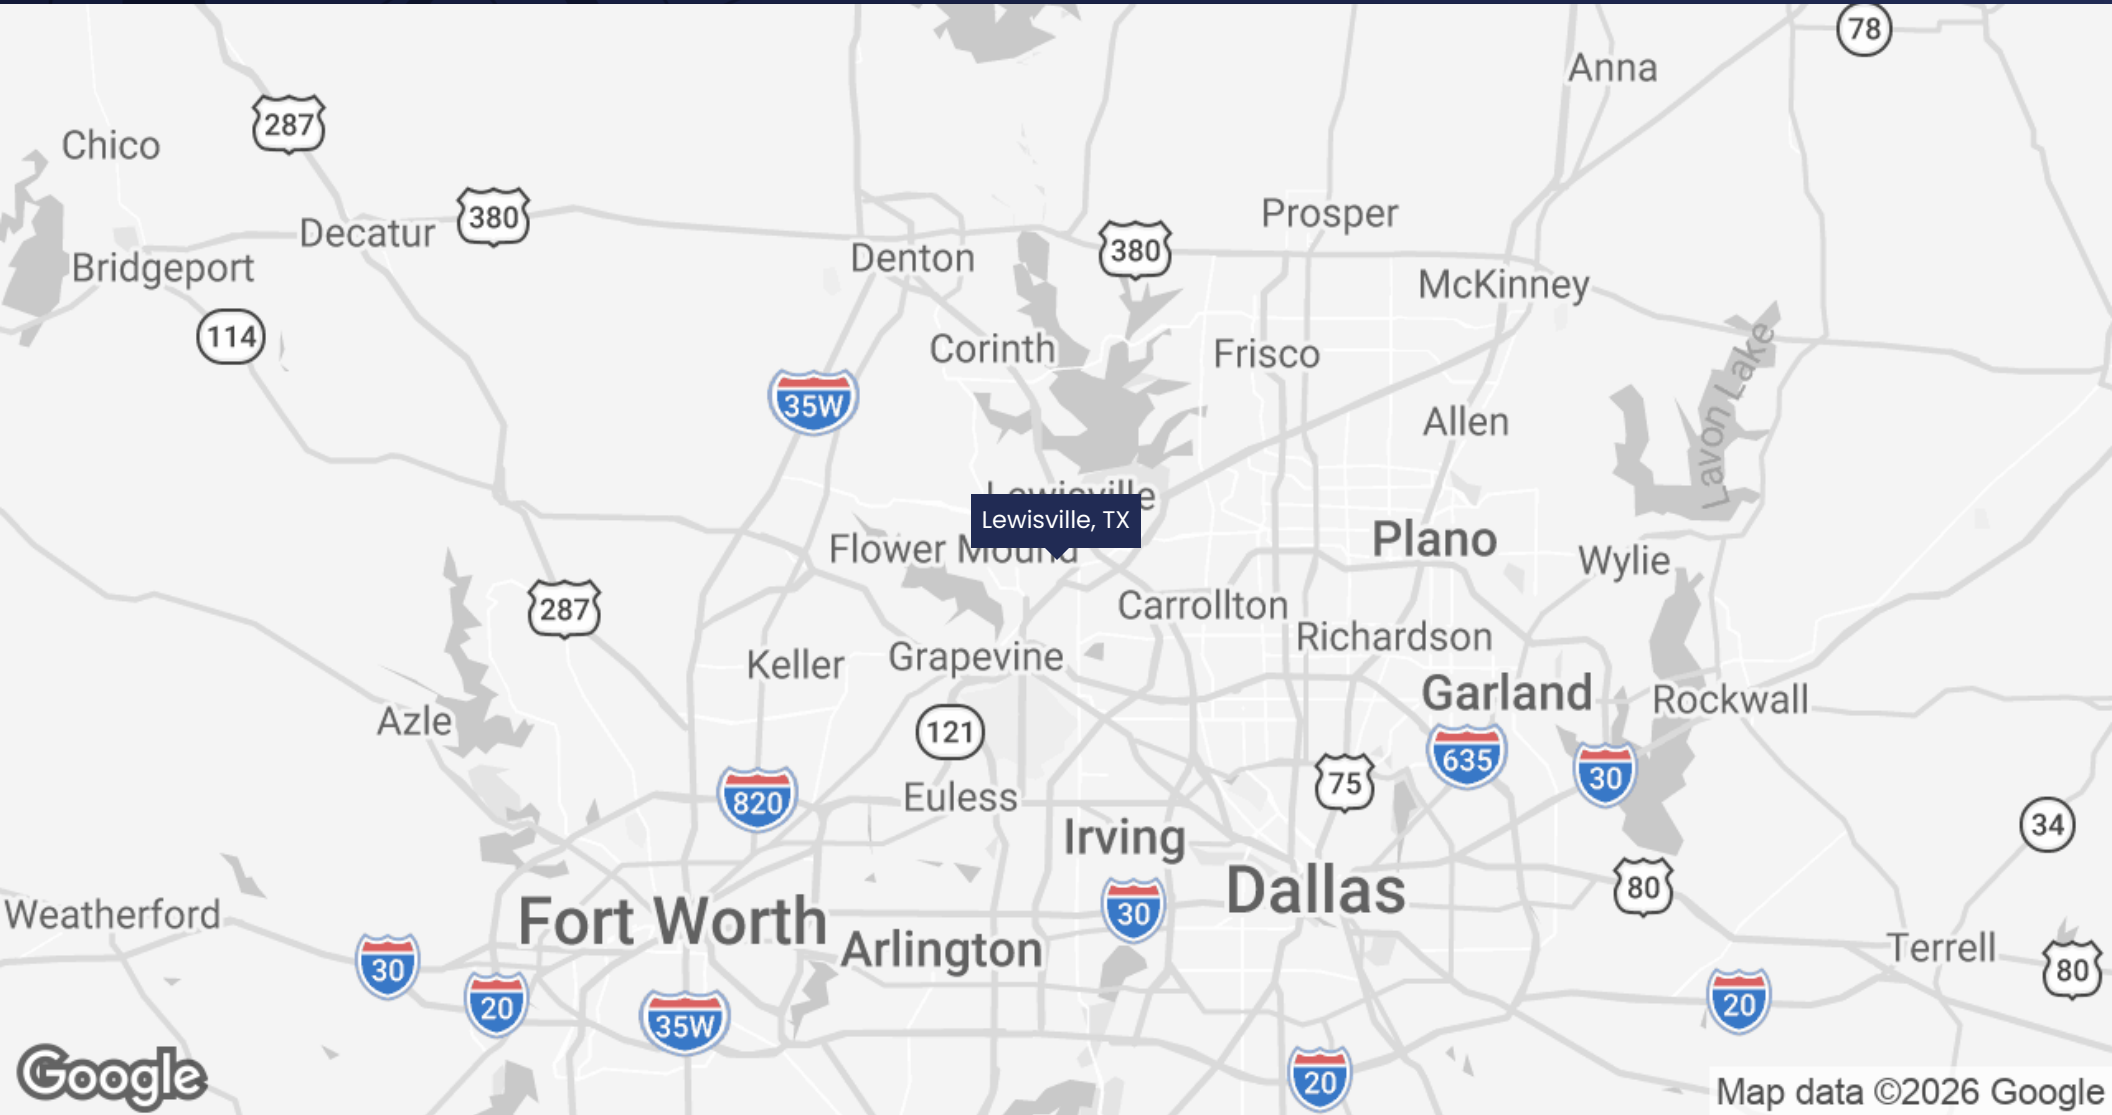 78
Anna
287
Chico
380
Prosper
Decatur
380
Denton
Bridgeport
McKinney
114
Corinth
Frisco
Lavon Lake
35W
Allen
Lewisville
Lewisville, TX
Flower Mound
Plano
Wylie
287
Carrollton
Richardson
Keller
Grapevine
Garland
Rockwall
Azle
121
635
30
75
820
Euless
34
Irving
80
Dallas
Weatherford
30
Fort Worth
Arlington
Terrell
30
80
20
20
35W
20
Google
Map data ©2026 Google